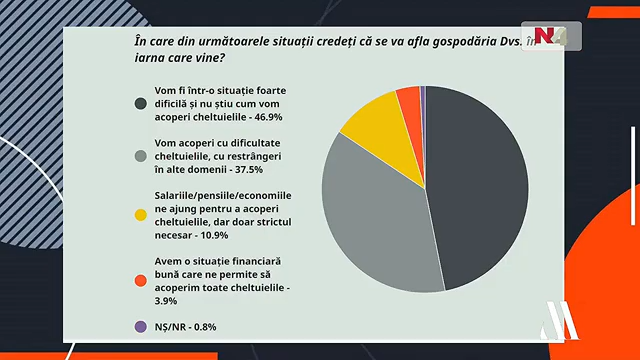 În care din următoarele situații credeți că se va afla gospodăria Dvs. în
iarna care vine?
N4
Vom fi într-o situație foarte
dificilă și nu știu cum vom
acoperi cheltuielile - 46.9%
Vom acoperi cu dificultate
cheltuielile, cu restrângeri
în alte domenii - 37.5%
Salariile/pensiile/economiile
ne ajung pentru a acoperi
cheltuielile, dar doar strictul
necesar - 10.9%
Avem o situație financiară
bună care ne permite să
acoperim toate cheltuielile -
3.9%
NȘ/NR - 0.8%